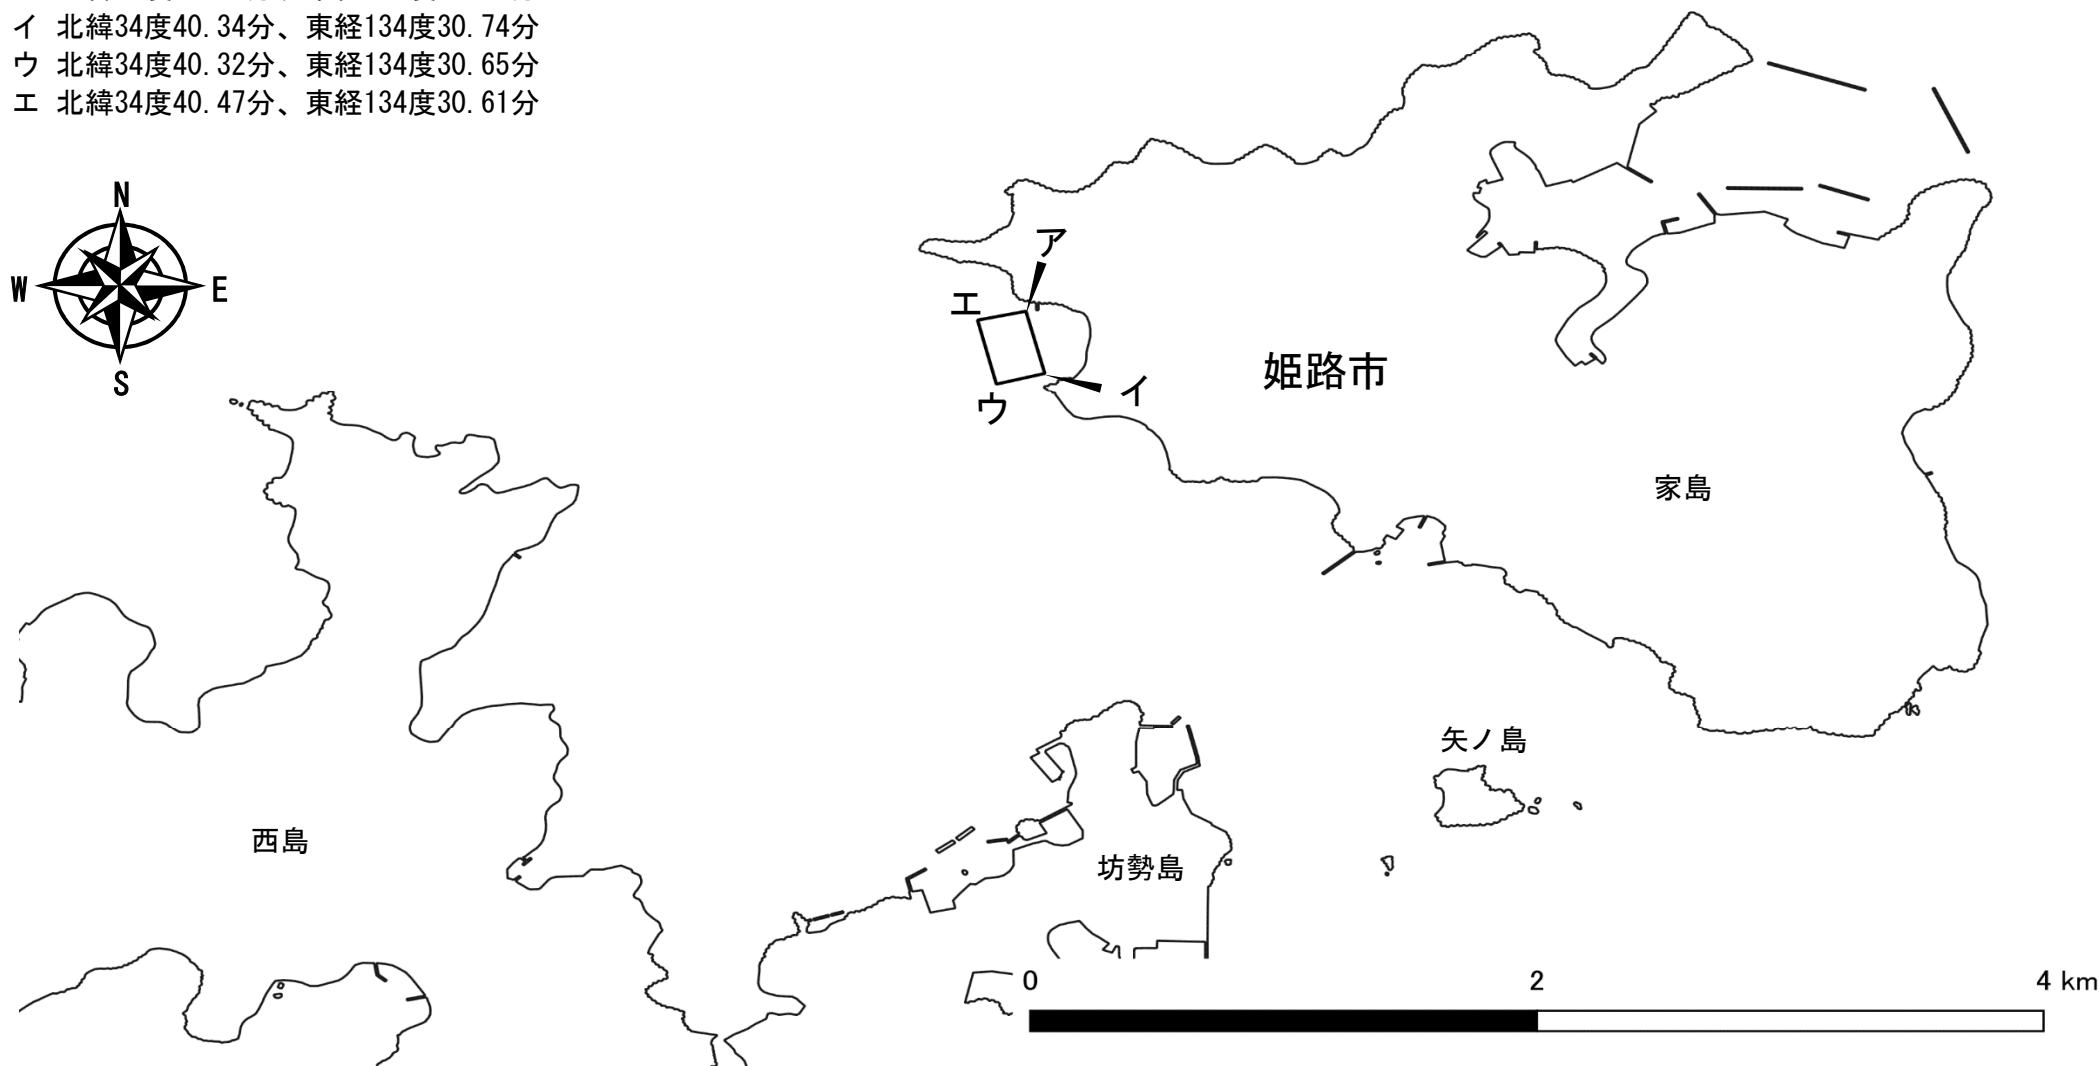 イ 北緯34度40.34分、東経134度30.74分
ウ 北緯34度40.32分、東経134度30.65分
エ 北緯34度40.47分、東経134度30.61分
N
W
E
S
ア
エ
イ
ウ
姫路市
家島
矢ノ島
西島
坊勢島
0 2 4 km